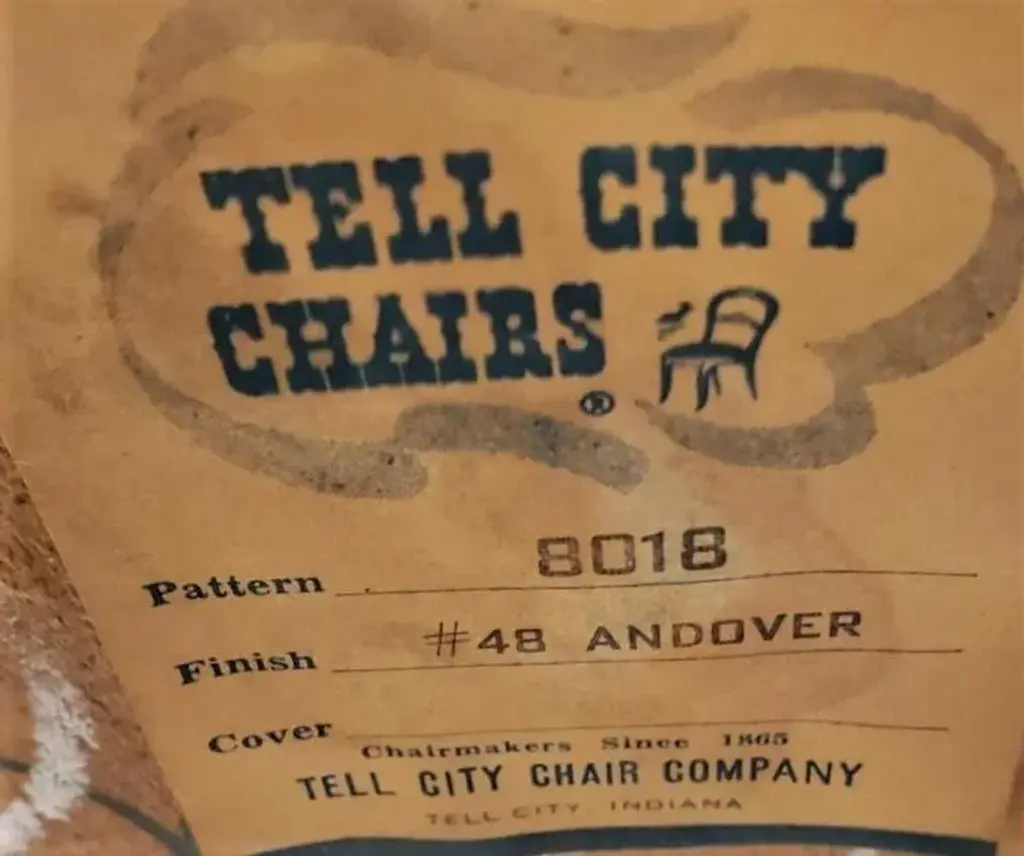 TELL CITY
CHAIRS
®
Pattern 8018
Finish #48 ANDOVER
Cover
Chairmakers Since 1865
TELL CITY CHAIR COMPANY
TELL CITY, INDIANA